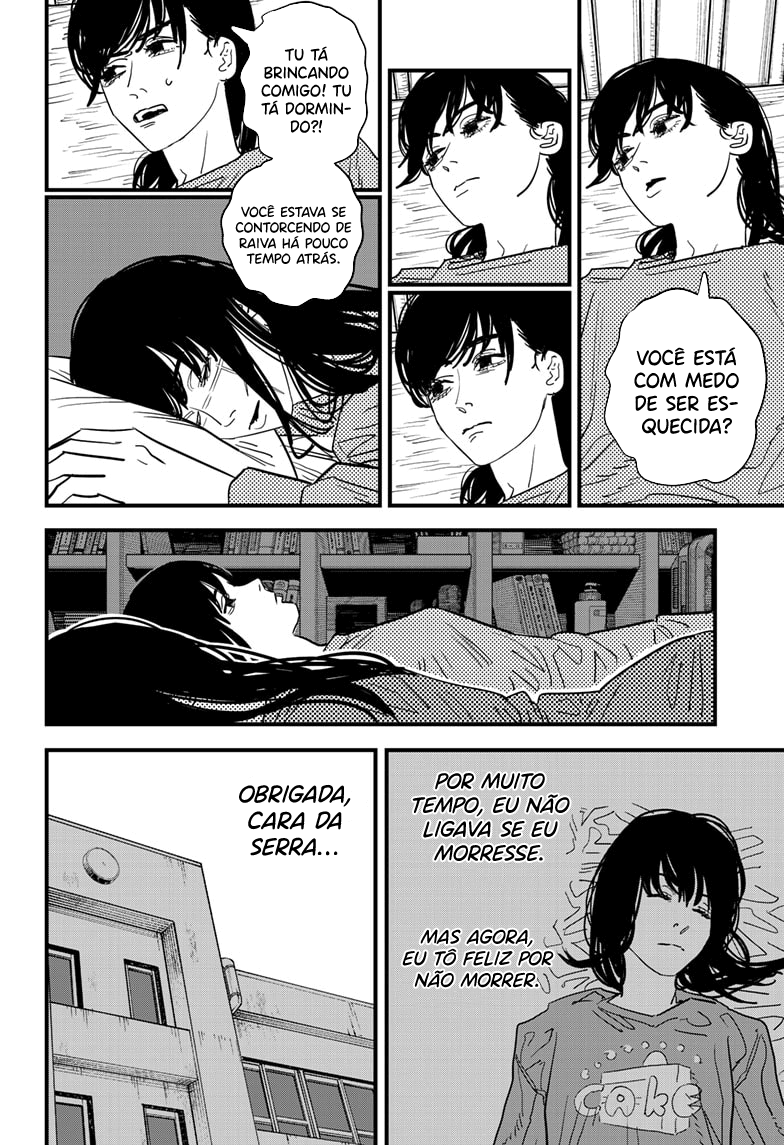 VOCÊ ESTÁ
COM MEDO
DE SER ES-
QUECIDA?
TU TÁ
BRINCANDO
COMIGO! TU
TÁ DORMIN-
DO?!
VOCÊ ESTAVA SE
CONTORCENDO DE
RAIVA HÁ POUCO
TEMPO ATRÁS.
POR MUITO
TEMPO, EU NÃO
LIGAVA SE EU
MORRESSE.
MAS AGORA,
EU TÔ FELIZ POR
NÃO MORRER.
CAkE
OBRIGADA,
CARA DA
SERRA...